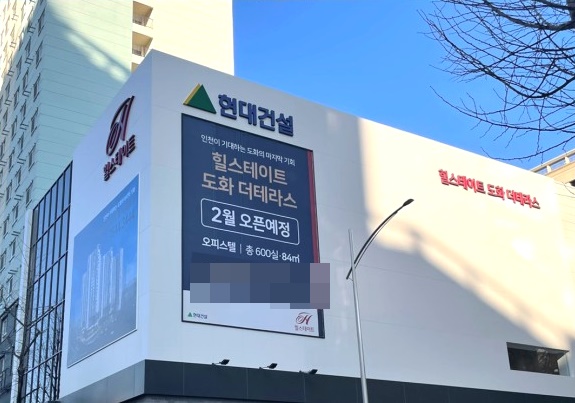 현대건설
인천이 기대하는 도화의 마지막 기회
힐스테이트
도화 더테라스
2월 오픈예정
오피스텔 | 총 600실·84㎡
현대건설
H
힐스테이트
H
힐스테이트
힐스테이트 도화 더테라스